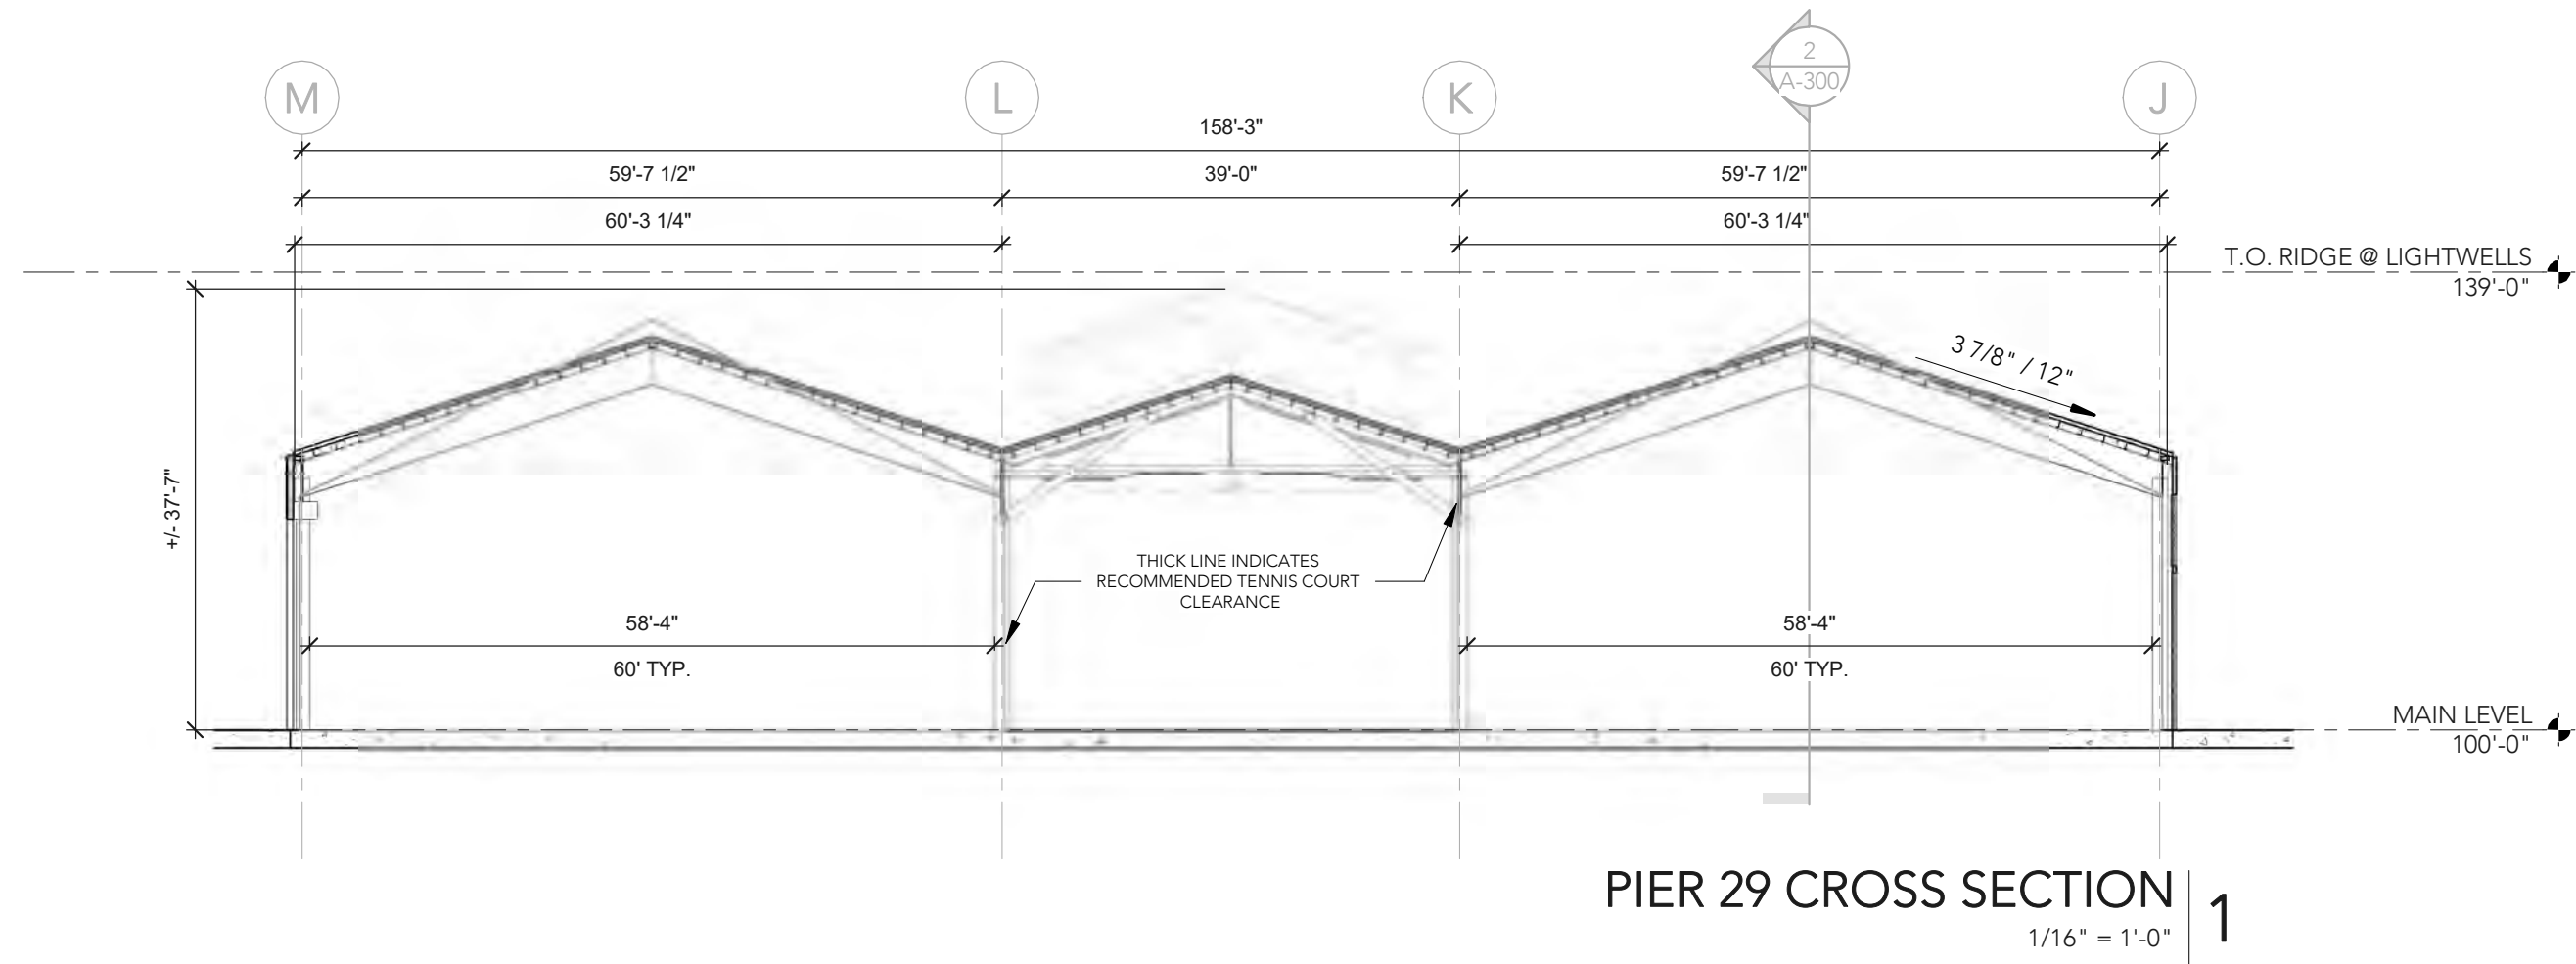 2
M
L
K
A-300
J
158'-3"
59'-7 1/2"
39'-0"
59'-7 1/2"
60'-3 1/4"
60'-3 1/4"
T.O. RIDGE @ LIGHTWELLS
139'-0"
3 7/8" / 12"
+/- 37'-7"
THICK LINE INDICATES
RECOMMENDED TENNIS COURT
CLEARANCE
58'-4"
60' TYP.
58'-4"
60' TYP.
MAIN LEVEL
100'-0"
PIER 29 CROSS SECTION
1
1/16" = 1'-0"